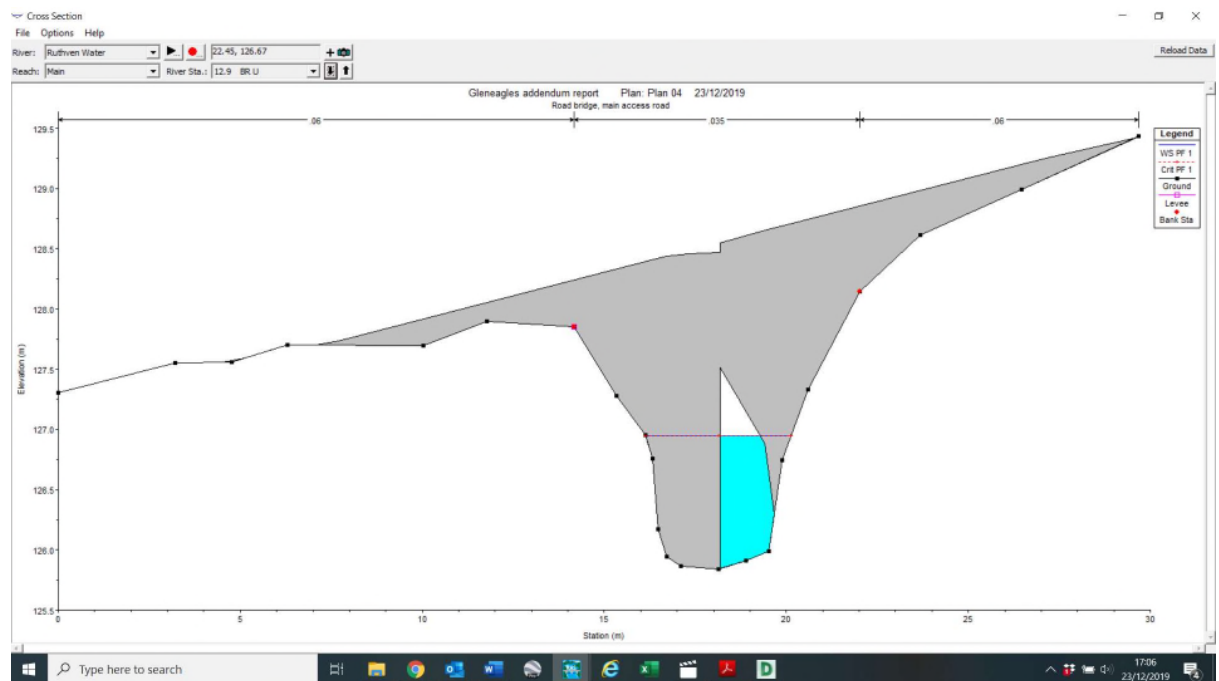 Cross Section
File Options Help
River: Ruthven Water 22.45, 126.67 Reload Data
Reach: Main River Sta.: 12.9 BR U
Gleneagles addendum report Plan: Plan 04 23/12/2019
Road bridge, main access road
.06 .035 .06
Legend
WS PF 1
Crit PF 1
Ground
Levee
Bank Sta
129.5
129.0
128.5
128.0
127.5
127.0
126.5
126.0
125.5
Elevation (m)
0 5 10 15 20 25 30
Station (m)
Type here to search
17:06
23/12/2019